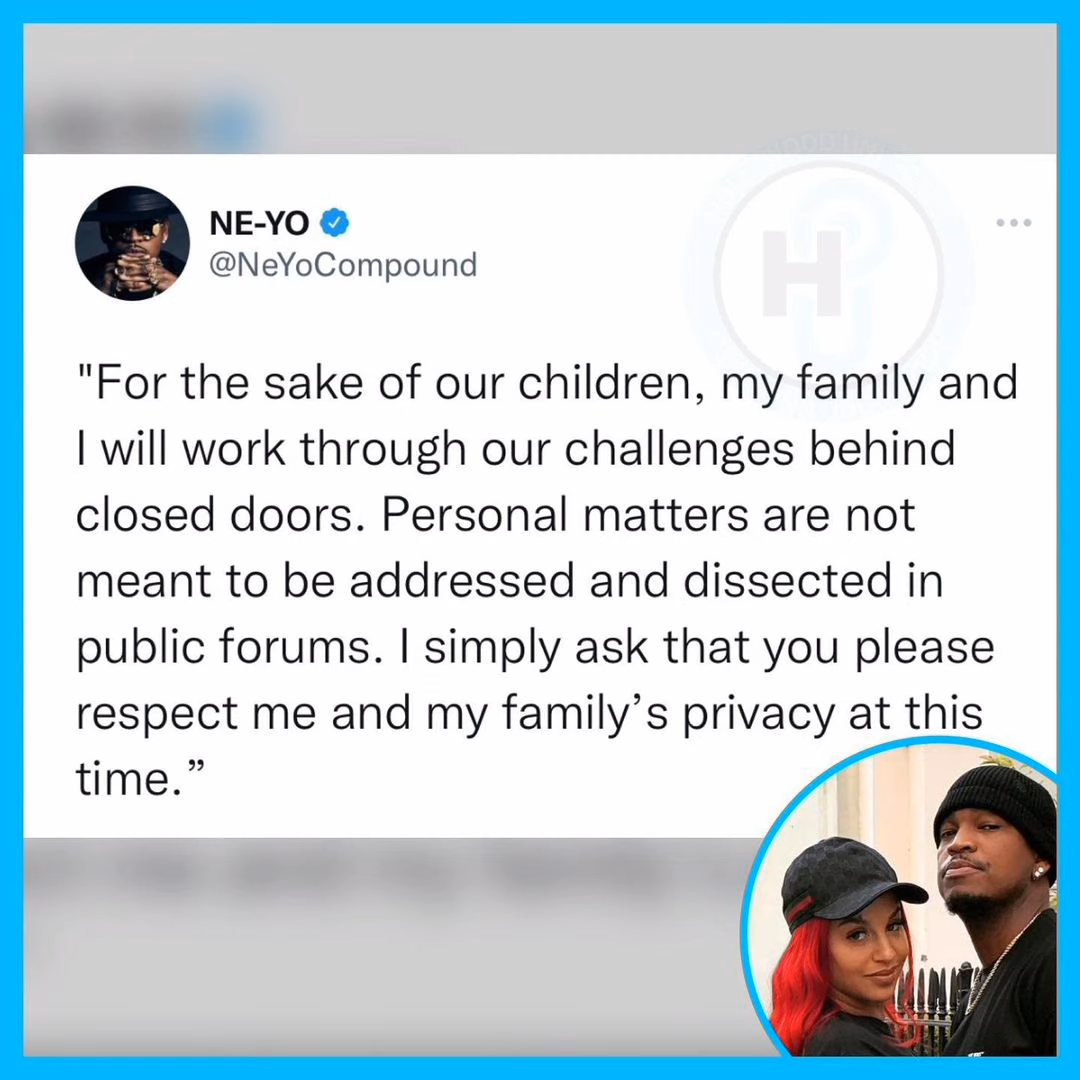 NE-YO
@NeYoCompound
H
"For the sake of our children, my family and
I will work through our challenges behind
closed doors. Personal matters are not
meant to be addressed and dissected in
public forums. I simply ask that you please
respect me and my family’s privacy at this
time.”